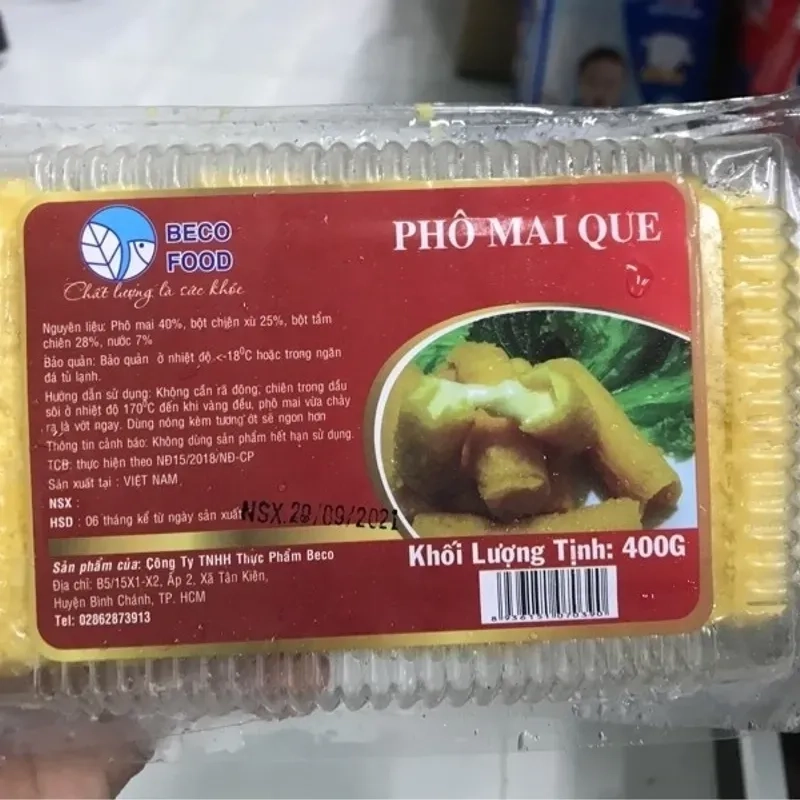 BECO
FOOD
Chất lượng là sức khỏe
PHÔ MAI QUE
Nguyên liệu: Phô mai 40%, bột chiên xù 25%, bột tẩm
chiên 28%, nước 7%
Bảo quản: Bảo quản ở nhiệt độ <-18⁰C hoặc trong ngăn
đá tủ lạnh.
Hướng dẫn sử dụng: Không cần rã đông, chiên trong dầu
sôi ở nhiệt độ 170⁰C đến khi vàng đều, phô mai vừa chảy
ra là vớt ngay. Dùng nóng kèm tương ớt sẽ ngon hơn
Thông tin cảnh báo: Không dùng sản phẩm hết hạn sử dụng.
TCB: thực hiện theo NĐ15/2018/NĐ-CP
Sản xuất tại : VIỆT NAM
NSX :
HSD : 06 tháng kể từ ngày sản xuất
NSX.29/09/2021
Sản phẩm của: Công Ty TNHH Thực Phẩm Beco
Địa chỉ: B5/15X1-X2, Ấp 2, Xã Tân Kiên,
Huyện Bình Chánh, TP. HCM
Tel: 02862873913
Khối Lượng Tịnh: 400G
8936151070390